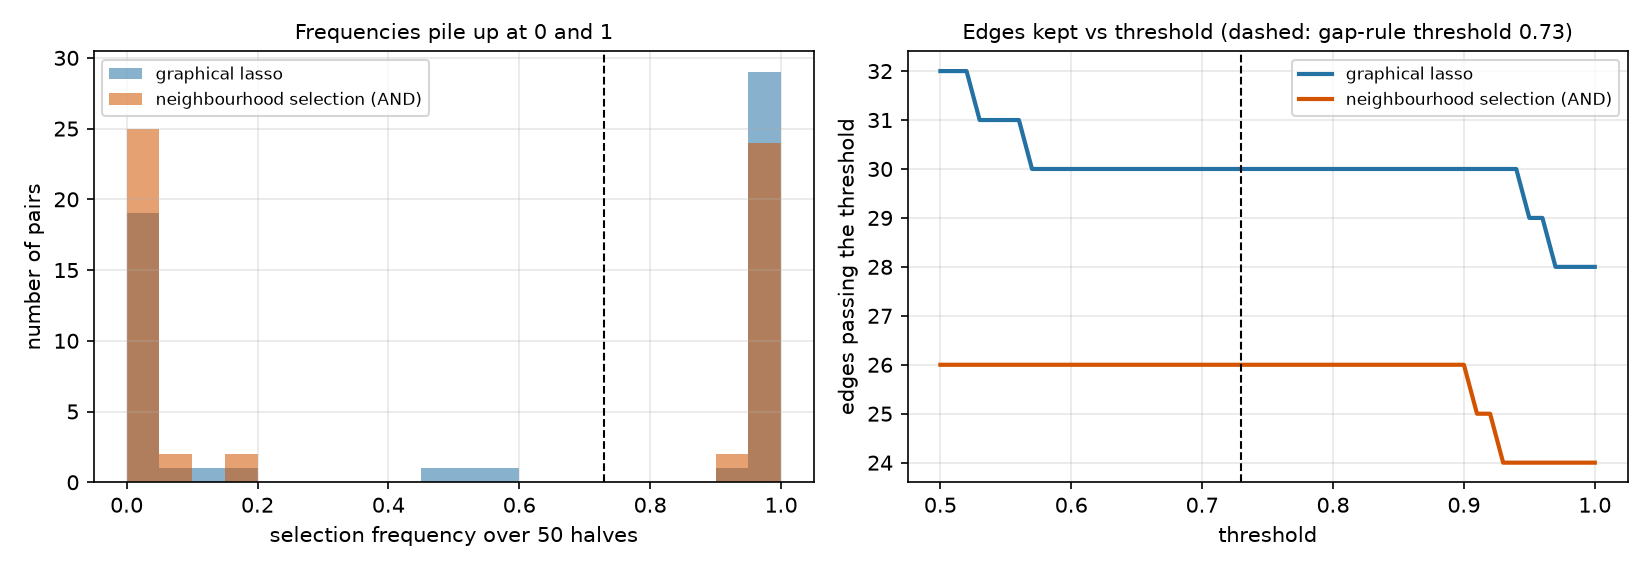 Frequencies pile up at 0 and 1
number of pairs
30
25
20
15
10
5
0
graphical lasso
neighbourhood selection (AND)
0.0 0.2 0.4 0.6 0.8 1.0
selection frequency over 50 halves
Edges kept vs threshold (dashed: gap-rule threshold 0.73)
edges passing the threshold
32
31
30
29
28
27
26
25
24
graphical lasso
neighbourhood selection (AND)
0.5 0.6 0.7 0.8 0.9 1.0
threshold